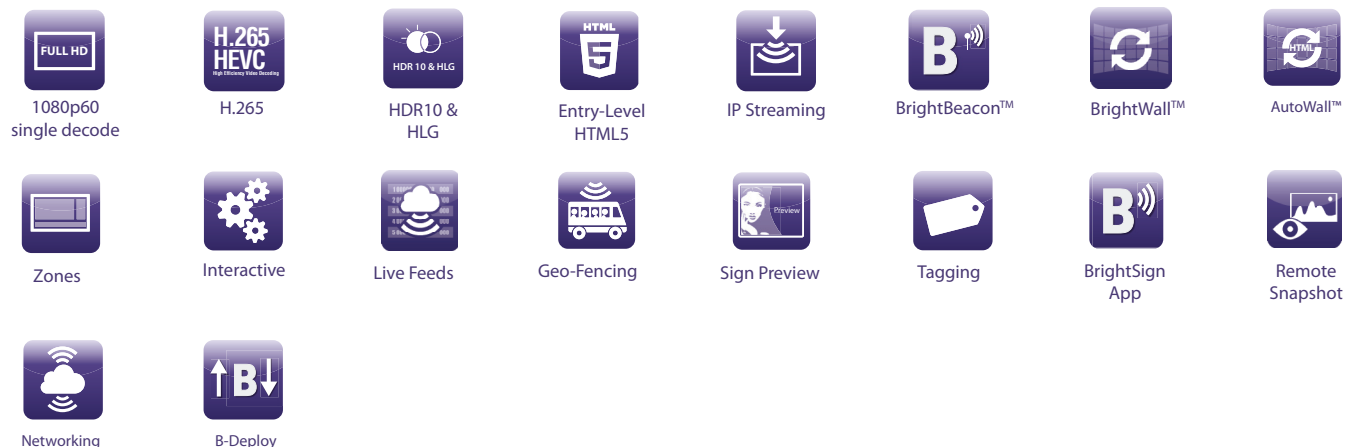 FULL HD
H.265
HEVC
High Efficiency Video Decoding
HDR 10 & HLG
HTML
5
B
B
HTML
1080p60
single decode
H.265
HDR10 &
HLG
Entry-Level
HTML5
IP Streaming
BrightBeacon™
BrightWall™
AutoWall™
Preview
B
Zones
Interactive
Live Feeds
Geo-Fencing
Sign Preview
Tagging
BrightSign
App
Remote
Snapshot
B
Networking
B-Deploy